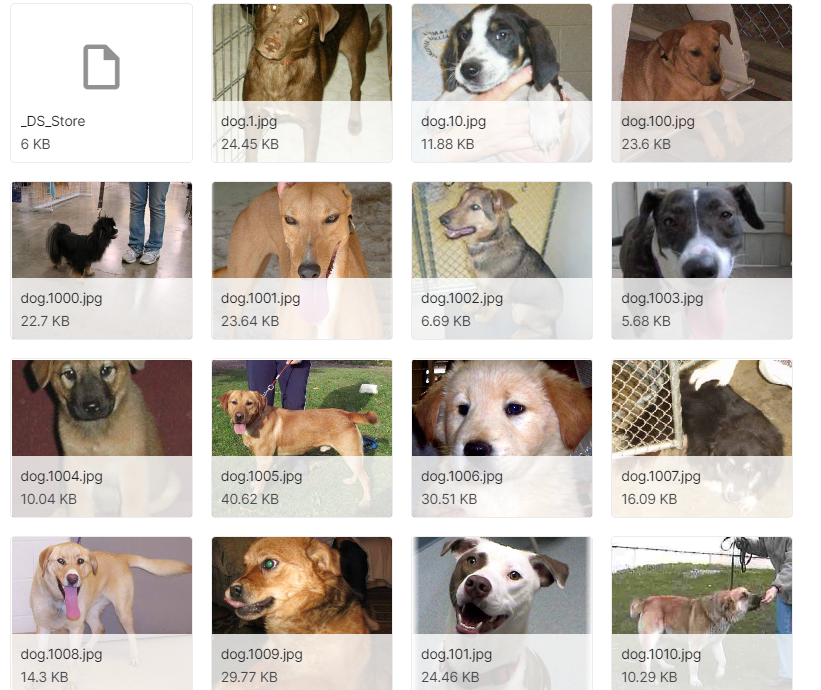 _DS_Store
6 KB
dog.1.jpg
24.45 KB
dog.10.jpg
11.88 KB
dog.100.jpg
23.6 KB
dog.1000.jpg
22.7 KB
dog.1001.jpg
23.64 KB
dog.1002.jpg
6.69 KB
dog.1003.jpg
5.68 KB
dog.1004.jpg
10.04 KB
dog.1005.jpg
40.62 KB
dog.1006.jpg
30.51 KB
dog.1007.jpg
16.09 KB
dog.1008.jpg
14.3 KB
dog.1009.jpg
29.77 KB
dog.101.jpg
24.46 KB
dog.1010.jpg
10.29 KB